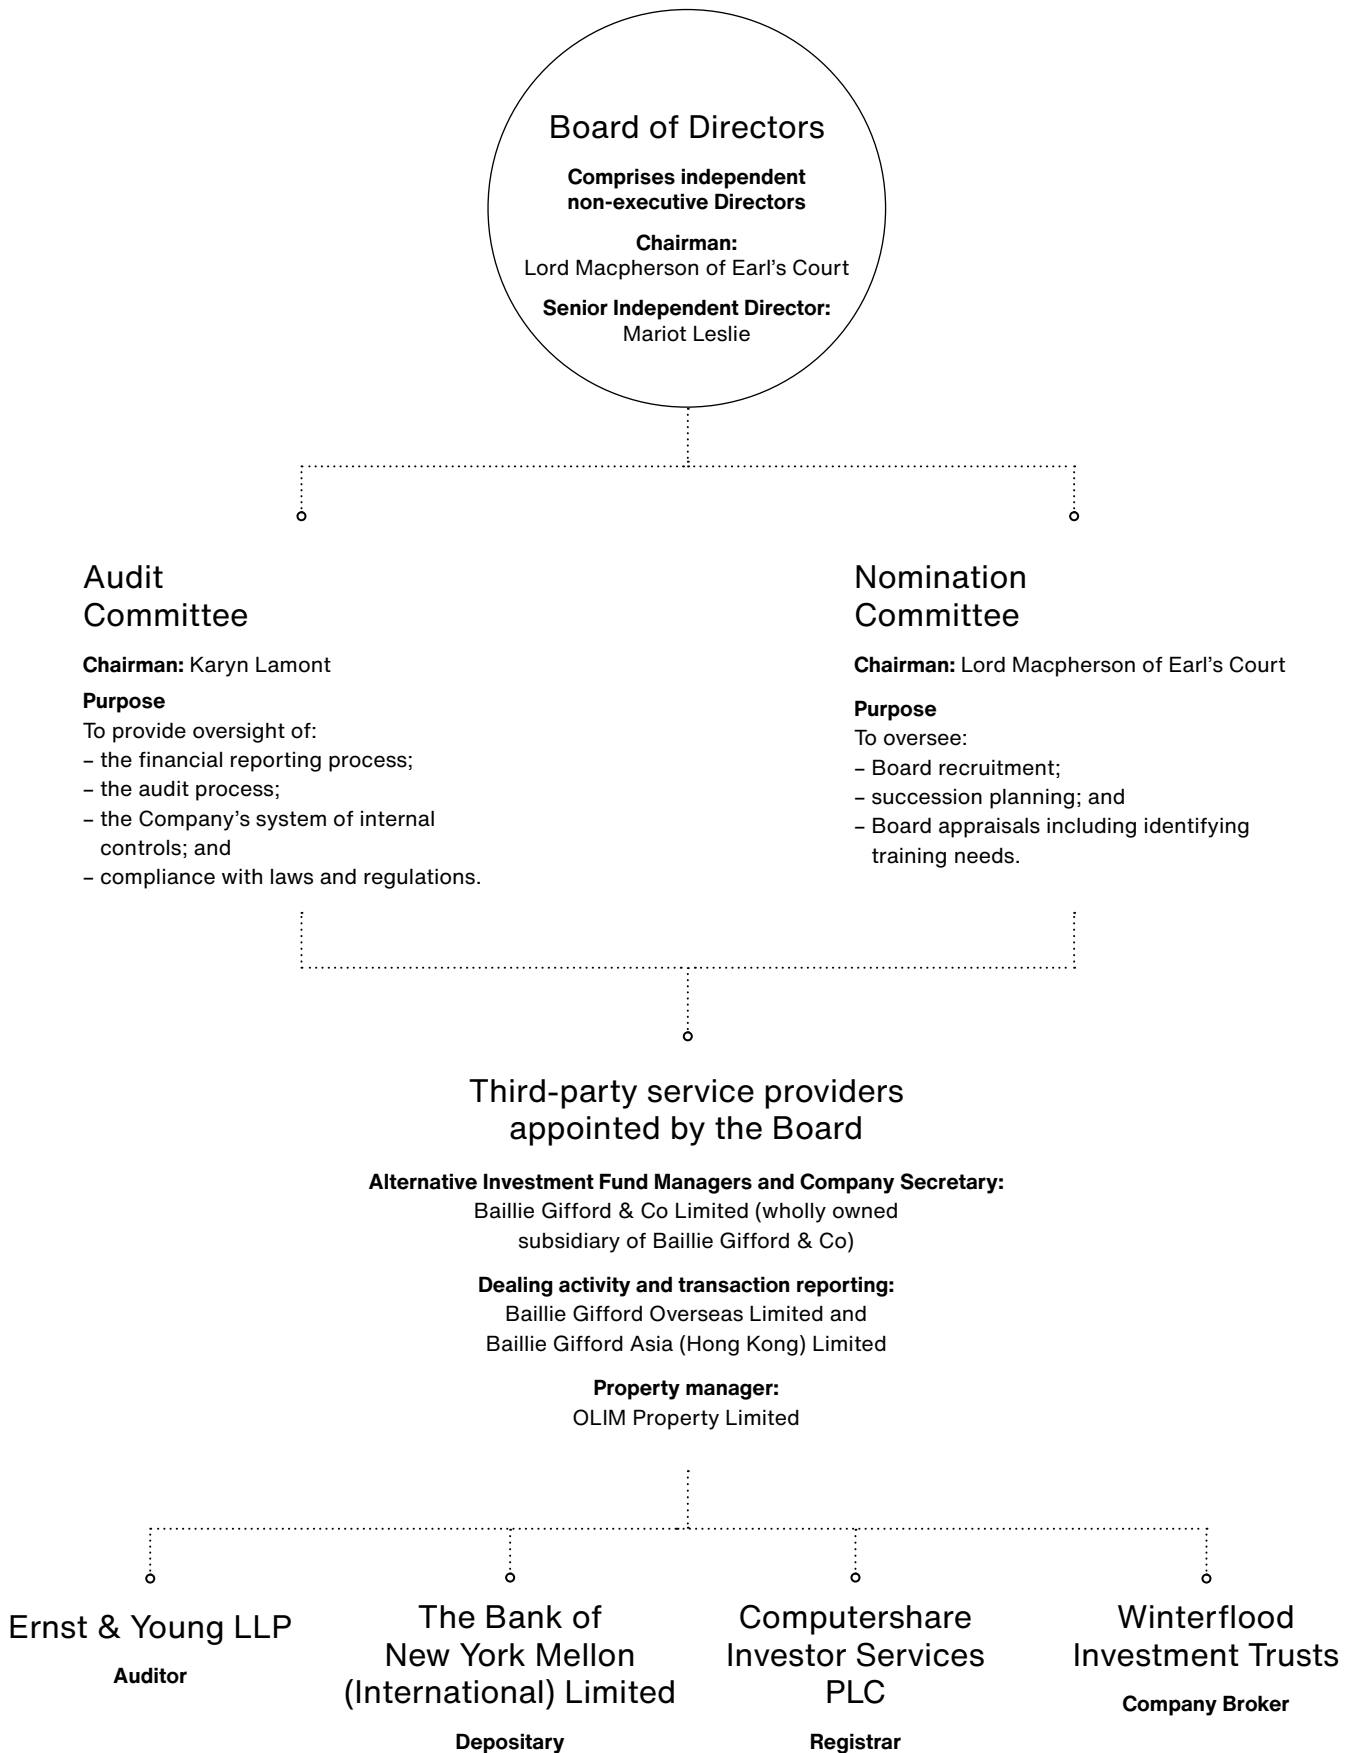 Board of Directors
Comprises independent
non-executive Directors
Chairman:
Lord Macpherson of Earl’s Court
Senior Independent Director:
Mariot Leslie
Audit
Committee
Chairman: Karyn Lamont
Purpose
To provide oversight of:
– the financial reporting process;
– the audit process;
– the Company’s system of internal
controls; and
– compliance with laws and regulations.
Nomination
Committee
Chairman: Lord Macpherson of Earl’s Court
Purpose
To oversee:
– Board recruitment;
– succession planning; and
– Board appraisals including identifying
training needs.
Third-party service providers
appointed by the Board
Alternative Investment Fund Managers and Company Secretary:
Baillie Gifford & Co Limited (wholly owned
subsidiary of Baillie Gifford & Co)
Dealing activity and transaction reporting:
Baillie Gifford Overseas Limited and
Baillie Gifford Asia (Hong Kong) Limited
Property manager:
OLIM Property Limited
Ernst & Young LLP
Auditor
The Bank of
New York Mellon
(International) Limited
Depositary
Computershare
Investor Services
PLC
Registrar
Winterflood
Investment Trusts
Company Broker